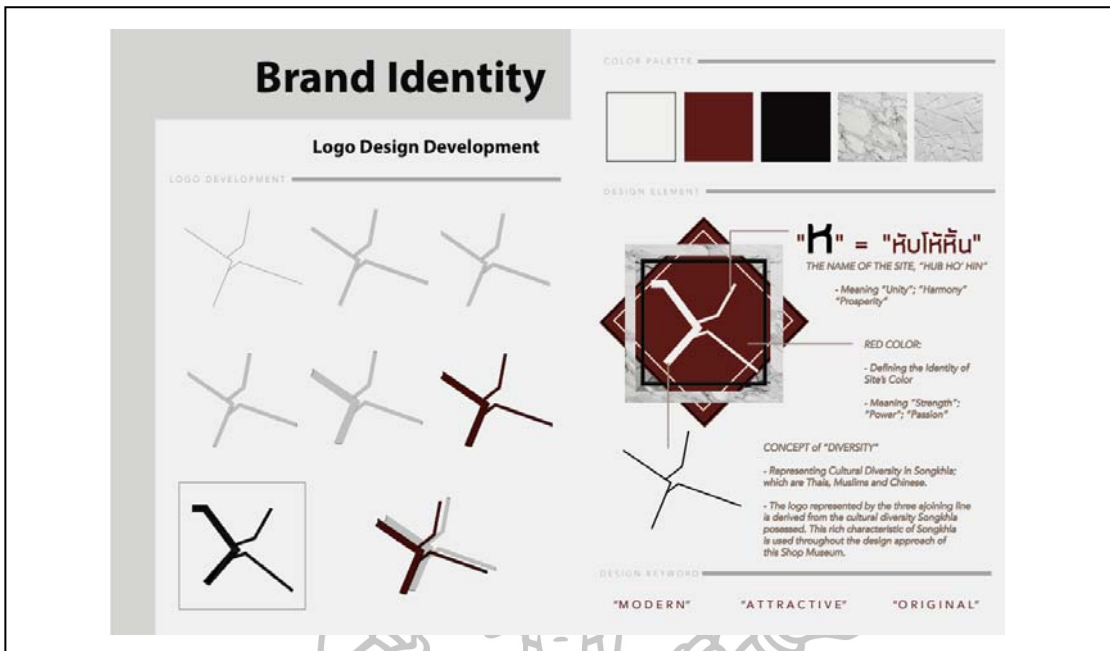 Brand Identity
Logo Design Development
LOGO DEVELOPMENT
COLOR PALETTE
DESIGN ELEMENT
"ห" = "หับโห้หิ้น"
THE NAME OF THE SITE, "HUB HO' HIN"
- Meaning "Unity"; "Harmony"
"Prosperity"
RED COLOR:
- Defining the Identity of
Site's Color
- Meaning "Strength";
"Power"; "Passion"
CONCEPT of "DIVERSITY"
- Representing Cultural Diversity in Songkhla;
which are Thais, Muslims and Chinese.
- The logo represented by the three ajoining line
is derived from the cultural diversity Songkhla
posessed. This rich characteristic of Songkhla
is used throughout the design approach of
this Shop Museum.
DESIGN KEYWORD
"MODERN" "ATTRACTIVE" "ORIGINAL"